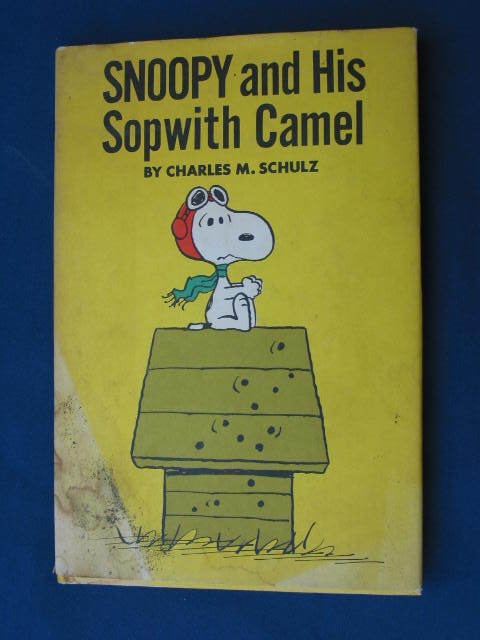 SNOOPY and His
Sopwith Camel
BY CHARLES M. SCHULZ